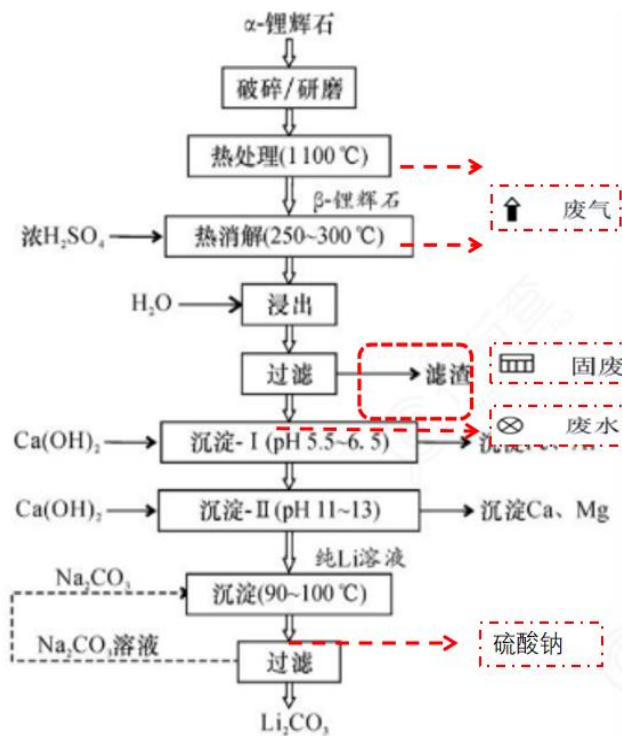 α-锂辉石
破碎/研磨
热处理(1100℃)
β-锂辉石
废气
浓H₂SO₄
热消解(250~300℃)
H₂O
浸出
过滤
滤渣
固废
废水
Ca(OH)₂
沉淀-Ⅰ(pH 5.5~6.5)
Ca(OH)₂
沉淀-Ⅱ(pH 11~13)
沉淀Ca、Mg
纯Li溶液
Na₂CO₃
沉淀(90~100℃)
Na₂CO₃溶液
过滤
硫酸钠
Li₂CO₃